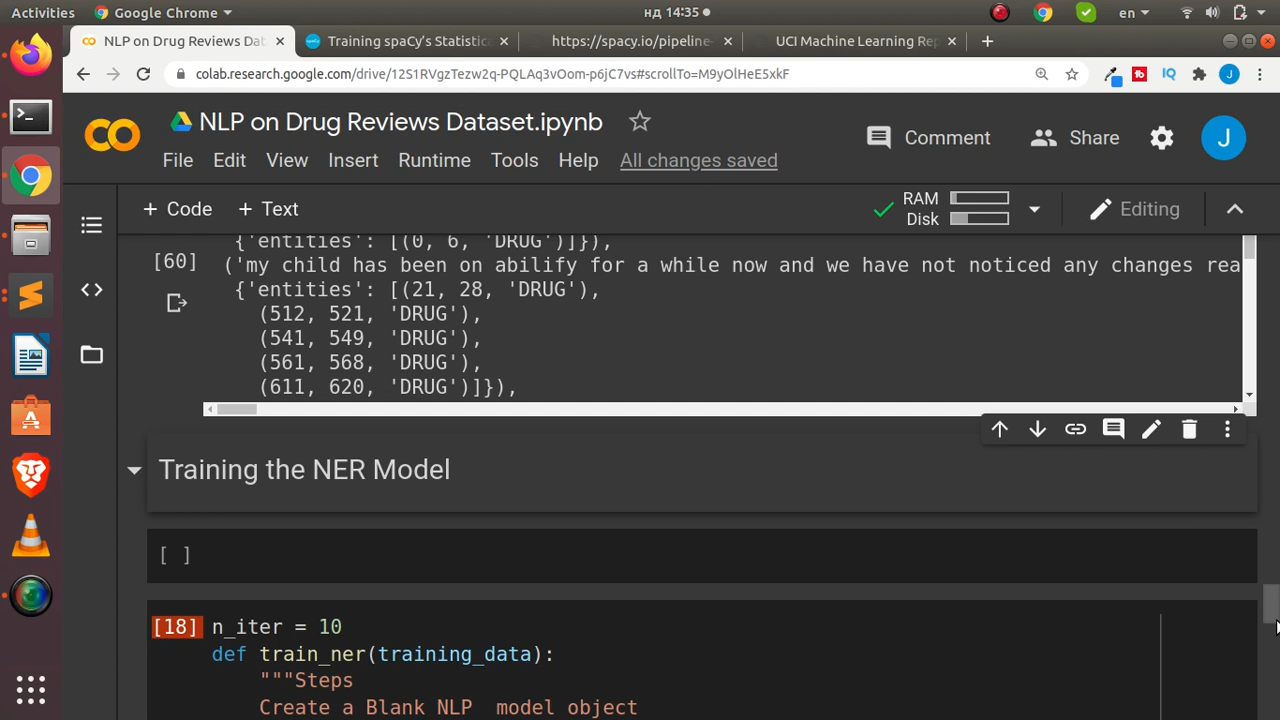 Activities Google Chrome нд 14:35 en
NLP on Drug Reviews Dat Training spaCy's Statistica https://spacy.io/pipeline- UCI Machine Learning Rep
colab.research.google.com/drive/12S1RVgzTezw2q-PQLAq3vOom-p6jC7vs#scrollTo=M9yOlHeE5xkF
NLP on Drug Reviews Dataset.ipynb
Comment Share J
File Edit View Insert Runtime Tools Help All changes saved
+ Code + Text RAM Disk Editing
{'entities': [(0, 6, 'DRUG')]}),
[60] ('my child has been on abilify for a while now and we have not noticed any changes rea
{'entities': [(21, 28, 'DRUG'),
(512, 521, 'DRUG'),
(541, 549, 'DRUG'),
(561, 568, 'DRUG'),
(611, 620, 'DRUG')]}),
Training the NER Model
[ ]
[18] n_iter = 10
def train_ner(training_data):
"""Steps
Create a Blank NLP  model object